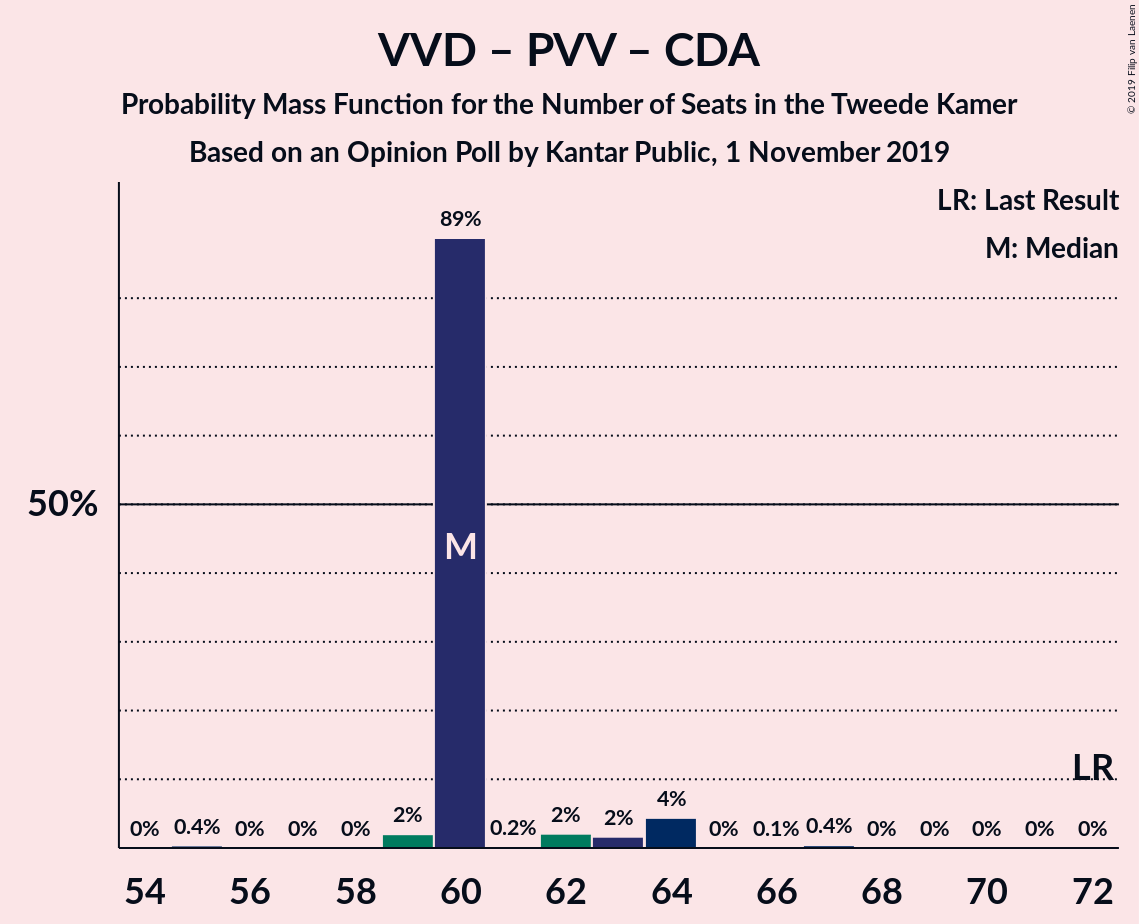 VVD – PVV – CDA
Probability Mass Function for the Number of Seats in the Tweede Kamer
Based on an Opinion Poll by Kantar Public, 1 November 2019
© 2019 Filip van Laenen
LR: Last Result
M: Median
89%
50%
M
LR
0% 0.4% 0% 0% 0% 2% 0.2% 2% 2% 4% 0% 0.1% 0.4% 0% 0% 0% 0% 0%
54 56 58 60 62 64 66 68 70 72